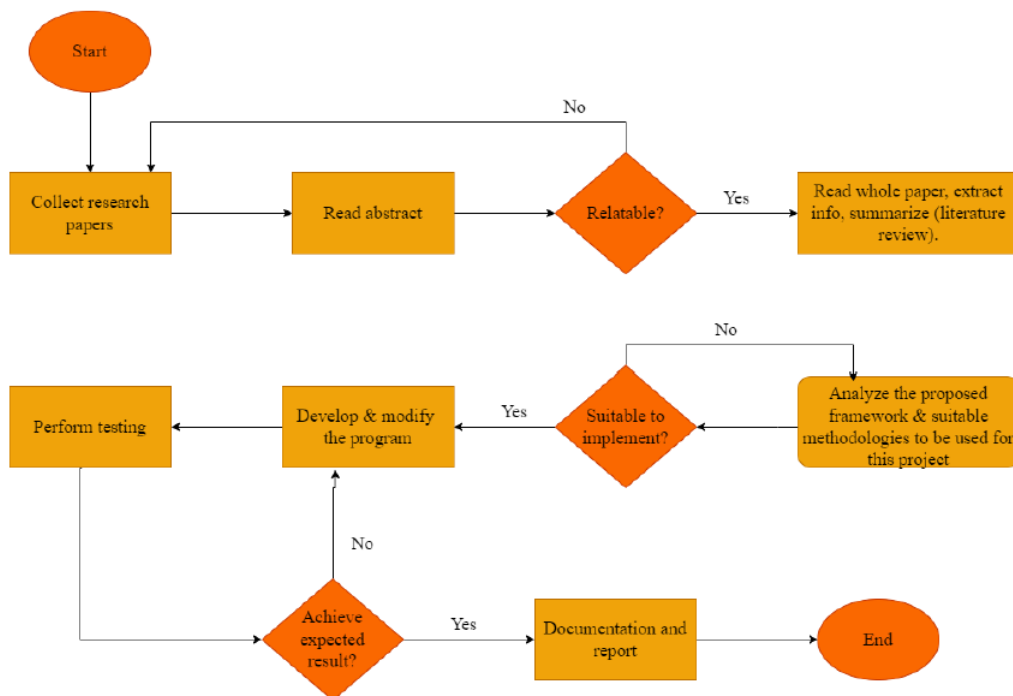 Start
No
Collect research
papers
Read abstract
Relatable?
Yes
Read whole paper, extract
info, summarize (literature
review).
No
Perform testing
Develop & modify
the program
Yes
Suitable to
implement?
Analyze the proposed
framework & suitable
methodologies to be used for
this project
No
Achieve
expected
result?
Yes
Documentation and
report
End